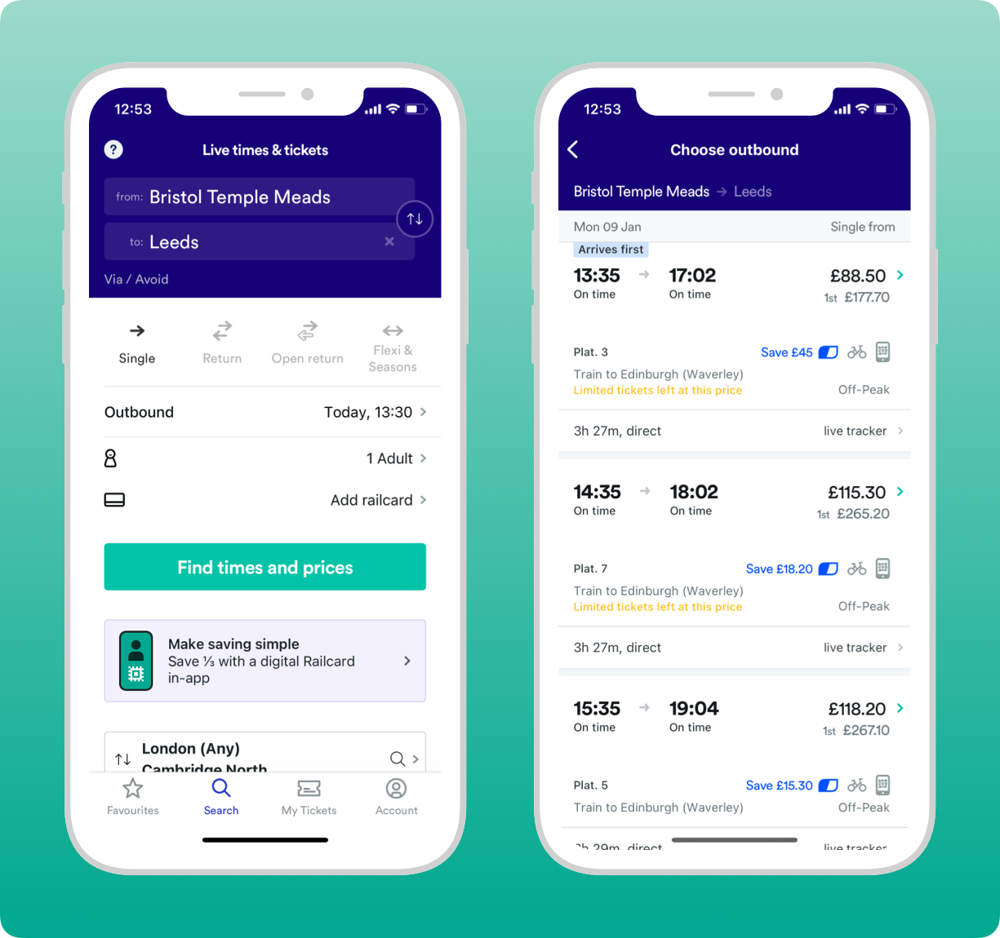 12:53
?
Live times & tickets
from: Bristol Temple Meads
to: Leeds
Via / Avoid
Single
Return
Open return
Flexi &
Seasons
Outbound
Today, 13:30
1 Adult
Add railcard
Find times and prices
Make saving simple
Save ⅓ with a digital Railcard
in-app
London (Any)
Cambridge North
Favourites
Search
My Tickets
Account
12:53
Choose outbound
Bristol Temple Meads → Leeds
Mon 09 Jan
Single from
Arrives first
13:35 → 17:02
£88.50
On time
On time
1st £177.70
Plat. 3
Save £45
Train to Edinburgh (Waverley)
Limited tickets left at this price
Off-Peak
3h 27m, direct
live tracker
14:35 → 18:02
£115.30
On time
On time
1st £265.20
Plat. 7
Save £18.20
Train to Edinburgh (Waverley)
Limited tickets left at this price
Off-Peak
3h 27m, direct
live tracker
15:35 → 19:04
£118.20
On time
On time
1st £267.10
Plat. 5
Save £15.30
Train to Edinburgh (Waverley)
Off-Peak
3h 29m, direct
live tracker